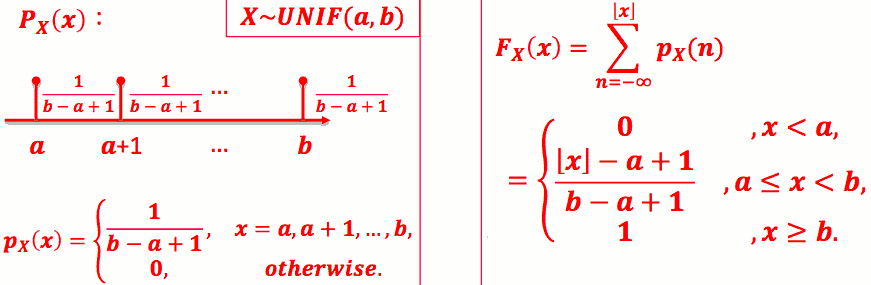 P_X(x) :
X~UNIF(a, b)
1/(b − a + 1) 1/(b − a + 1) ... 1/(b − a + 1)
a a+1 ... b
p_X(x) = { 1/(b − a + 1), x = a, a + 1, ..., b,
0, otherwise.
F_X(x) = ∑_{n=−∞}^{⌊x⌋} p_X(n)
= { 0 , x < a,
(⌊x⌋ − a + 1)/(b − a + 1) , a ≤ x < b,
1 , x ≥ b.